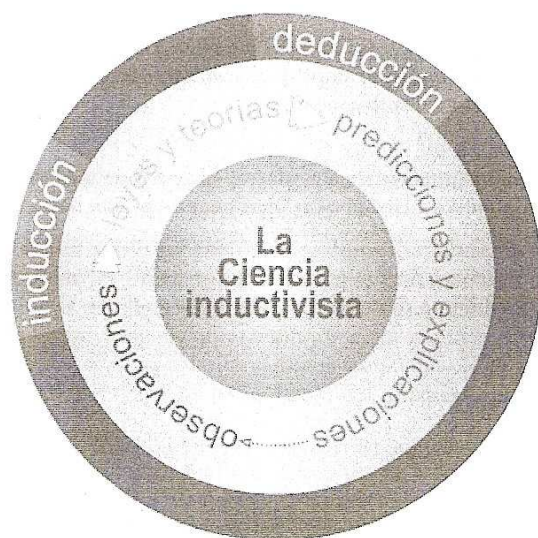 deducción
inducción
leyes y teorías
predicciones y explicaciones
observaciones
La
Ciencia
inductivista